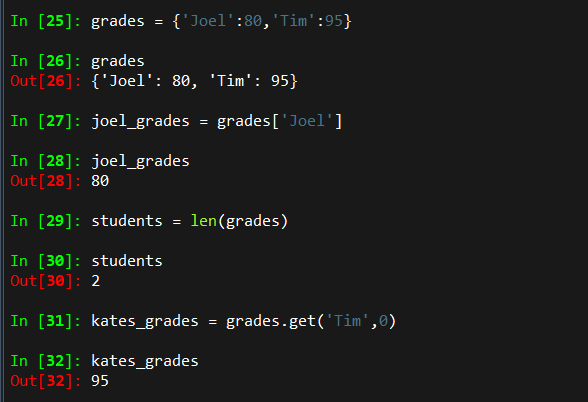 In [25]: grades = {'Joel':80,'Tim':95}
In [26]: grades
Out[26]: {'Joel': 80, 'Tim': 95}
In [27]: joel_grades = grades['Joel']
In [28]: joel_grades
Out[28]: 80
In [29]: students = len(grades)
In [30]: students
Out[30]: 2
In [31]: kates_grades = grades.get('Tim',0)
In [32]: kates_grades
Out[32]: 95